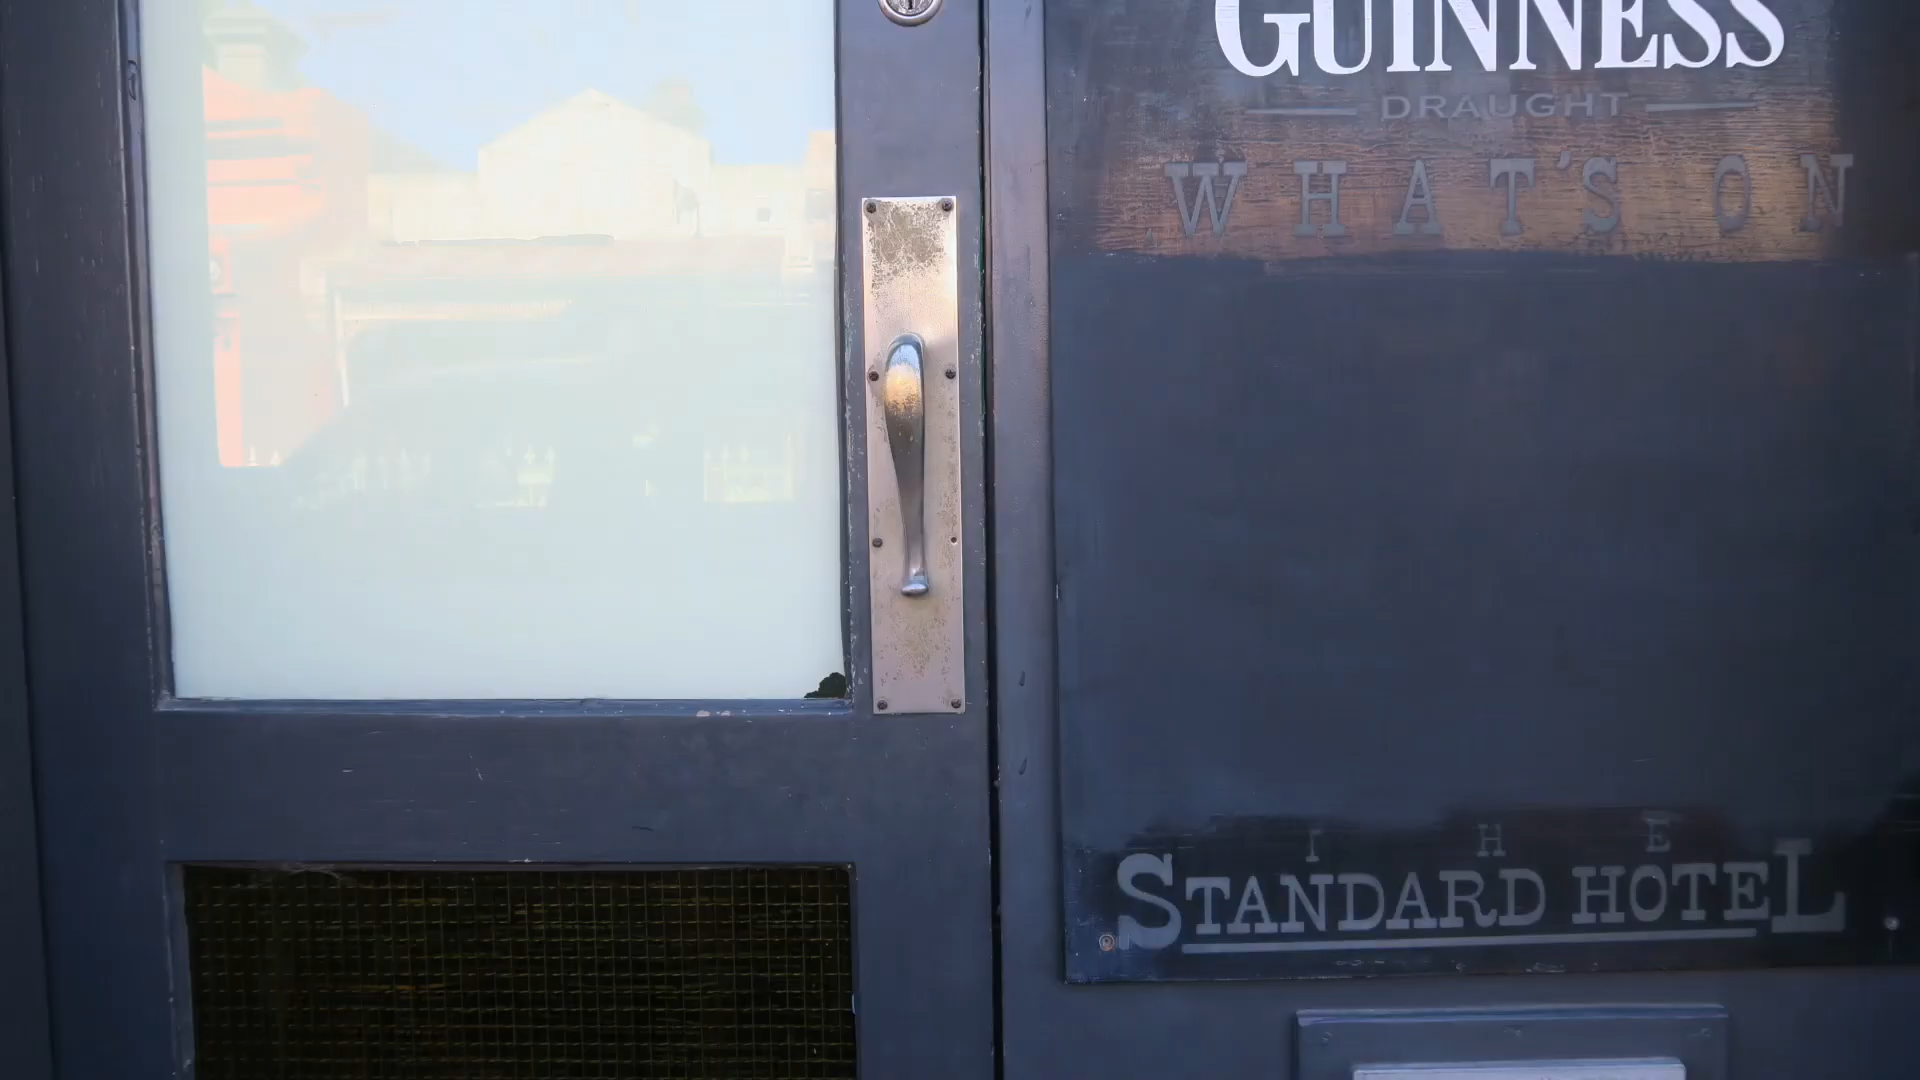 GUINNESS
DRAUGHT
WHAT'S ON
THE
STANDARD HOTEL